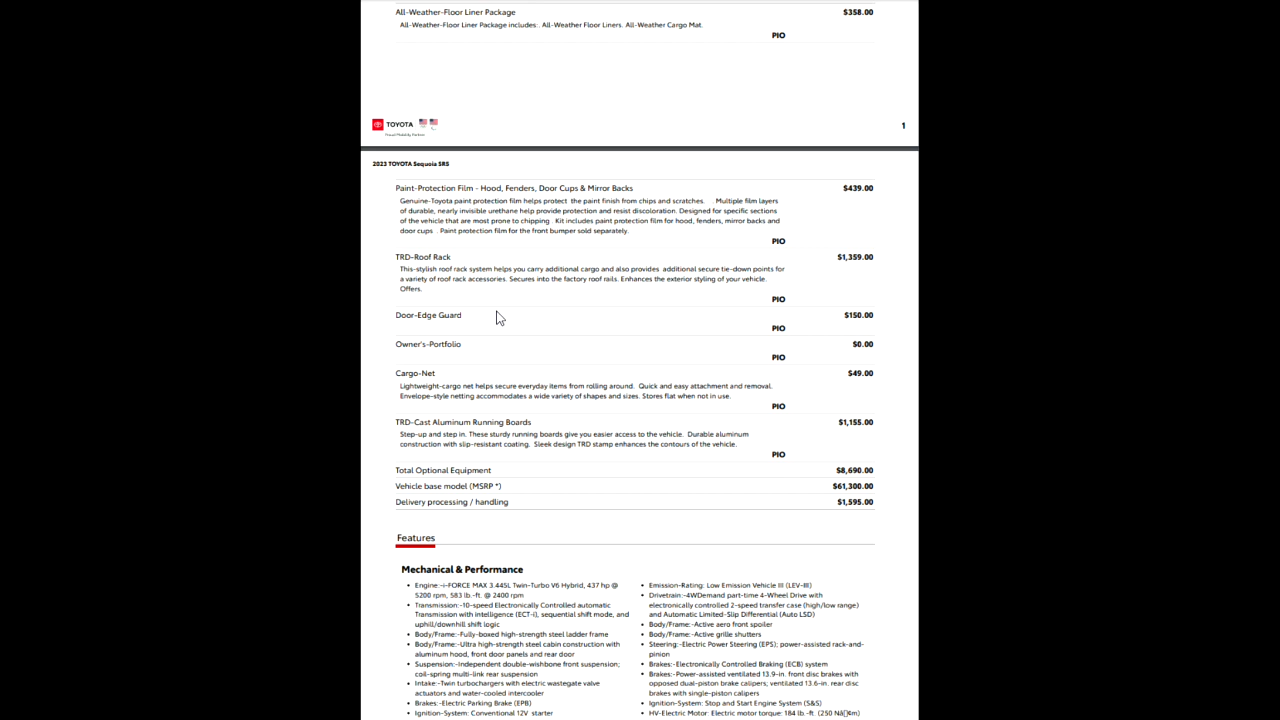 All-Weather-Floor Liner Package $358.00
All-Weather-Floor Liner Package includes:. All-Weather Floor Liners. All-Weather Cargo Mat.
PIO
TOYOTA
1
2023 TOYOTA Sequoia SR5
Paint-Protection Film - Hood, Fenders, Door Cups & Mirror Backs $439.00
Genuine-Toyota paint protection film helps protect the paint finish from chips and scratches. . Multiple film layers
of durable, nearly invisible urethane help provide protection and resist discoloration. Designed for specific sections
of the vehicle that are most prone to chipping . Kit includes paint protection film for hood, fenders, mirror backs and
door cups . Paint protection film for the front bumper sold separately.
PIO
TRD-Roof Rack $1,359.00
This-stylish roof rack system helps you carry additional cargo and also provides additional secure tie-down points for
a variety of roof rack accessories. Secures into the factory roof rails. Enhances the exterior styling of your vehicle.
Offers.
PIO
Door-Edge Guard $150.00
PIO
Owner's-Portfolio $0.00
PIO
Cargo-Net $49.00
Lightweight-cargo net helps secure everyday items from rolling around. Quick and easy attachment and removal.
Envelope-style netting accommodates a wide variety of shapes and sizes. Stores flat when not in use.
PIO
TRD-Cast Aluminum Running Boards $1,155.00
Step-up and step in. These sturdy running boards give you easier access to the vehicle. Durable aluminum
construction with slip-resistant coating. Sleek design TRD stamp enhances the contours of the vehicle.
PIO
Total Optional Equipment $8,690.00
Vehicle base model (MSRP *) $61,300.00
Delivery processing / handling $1,595.00
Features
Mechanical & Performance
• Engine:-i-FORCE MAX 3.445L Twin-Turbo V6 Hybrid, 437 hp @
5200 rpm, 583 lb.-ft. @ 2400 rpm
• Transmission:-10-speed Electronically Controlled automatic
Transmission with intelligence (ECT-i), sequential shift mode, and
uphill/downhill shift logic
• Body/Frame:-Fully-boxed high-strength steel ladder frame
• Body/Frame:-Ultra high-strength steel cabin construction with
aluminum hood, front door panels and rear door
• Suspension:-Independent double-wishbone front suspension;
coil-spring multi-link rear suspension
• Intake:-Twin turbochargers with electric wastegate valve
actuators and water-cooled intercooler
• Brakes:-Electric Parking Brake (EPB)
• Ignition-System: Conventional 12V starter
• Emission-Rating: Low Emission Vehicle III (LEV-III)
• Drivetrain:-4WDemand part-time 4-Wheel Drive with
electronically controlled 2-speed transfer case (high/low range)
and Automatic Limited-Slip Differential (Auto LSD)
• Body/Frame:-Active aero front spoiler
• Body/Frame:-Active grille shutters
• Steering:-Electric Power Steering (EPS); power-assisted rack-and-
pinion
• Brakes:-Electronically Controlled Braking (ECB) system
• Brakes:-Power-assisted ventilated 13.9-in. front disc brakes with
opposed dual-piston brake calipers; ventilated 13.6-in. rear disc
brakes with single-piston calipers
• Ignition-System: Stop and Start Engine System (S&S)
• HV-Electric Motor: Electric motor torque: 184 lb.-ft. (250